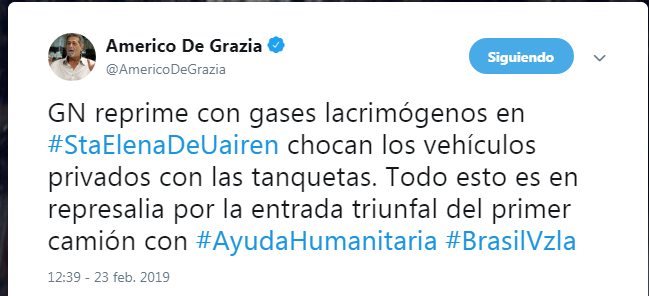 Americo De Grazia
@AmericoDeGrazia
Siguiendo
GN reprime con gases lacrimógenos en
#StaElenaDeUairen chocan los vehículos
privados con las tanquetas. Todo esto es en
represalia por la entrada triunfal del primer
camión con #AyudaHumanitaria #BrasilVzla
12:39 - 23 feb. 2019